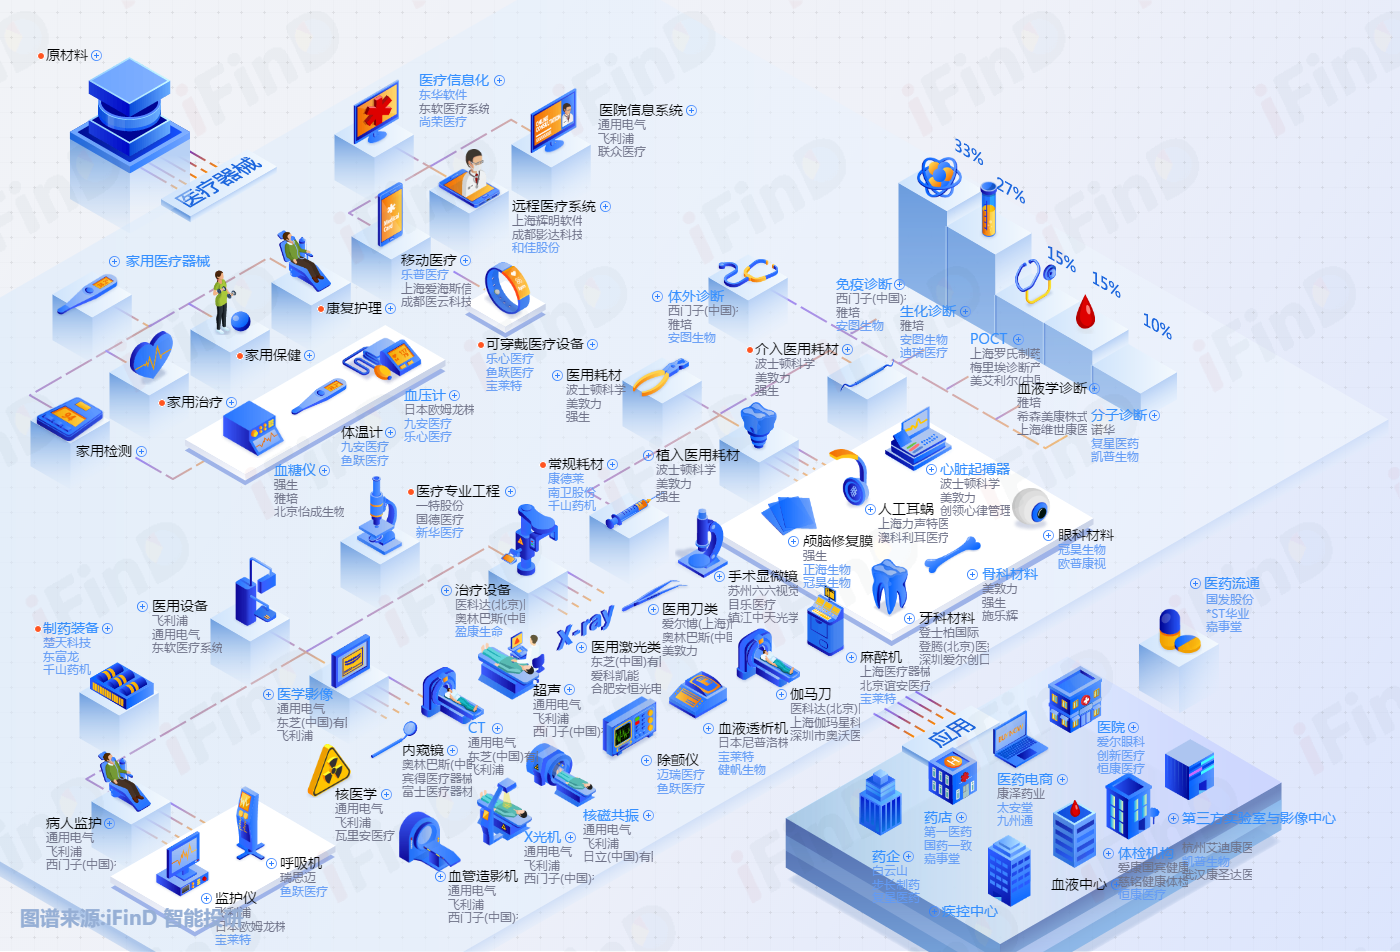 原材料
医疗器械
医疗信息化
东华软件
东软医疗系统
尚荣医疗
医院信息系统
通用电气
飞利浦
联众医疗
远程医疗系统
上海辉明软件
成都影达科技
和佳股份
移动医疗
乐普医疗
上海爱海斯信
成都医云科技
家用医疗器械
康复护理
家用保健
家用治疗
家用检测
可穿戴医疗设备
乐心医疗
鱼跃医疗
宝莱特
血压计
日本欧姆龙株
九安医疗
乐心医疗
体温计
九安医疗
鱼跃医疗
血糖仪
强生
雅培
北京怡成生物
体外诊断
西门子(中国)
雅培
安图生物
33%
27%
15%
15%
10%
免疫诊断
西门子(中国)
雅培
安图生物
生化诊断
雅培
安图生物
迪瑞医疗
POCT
上海罗氏制药
梅里埃诊断产
美艾利尔(中国
血液学诊断
雅培
希森美康株式
上海维世康医
分子诊断
诺华
复星医药
凯普生物
医用耗材
波士顿科学
美敦力
强生
介入医用耗材
波士顿科学
美敦力
强生
植入医用耗材
波士顿科学
美敦力
强生
常规耗材
康德莱
南卫股份
千山药机
心脏起搏器
波士顿科学
美敦力
创领心律管理
人工耳蜗
上海力声特医
澳科利耳医疗
颅脑修复膜
强生
正海生物
冠昊生物
眼科材料
冠昊生物
欧普康视
骨科材料
美敦力
强生
施乐辉
牙科材料
登士柏国际
登腾(北京)医
深圳爱尔创口
医疗专业工程
一特股份
国德医疗
新华医疗
医用设备
飞利浦
通用电气
东软医疗系统
制药装备
楚天科技
东富龙
千山药机
治疗设备
医科达(北京)
奥林巴斯(中国
盈康生命
手术显微镜
苏州六六视觉
目乐医疗
镇江中天光学
医用刀类
爱尔博(上海)
奥林巴斯(中国
美敦力
x-ray
医用激光类
东芝(中国)有
爱科凯能
合肥安恒光电
麻醉机
上海医疗器械
北京谊安医疗
宝莱特
伽马刀
医科达(北京)
上海伽玛星科
深圳市奥沃医
血液透析机
日本尼普洛株
宝莱特
健帆生物
除颤仪
迈瑞医疗
鱼跃医疗
医学影像
通用电气
东芝(中国)有
飞利浦
超声
通用电气
飞利浦
西门子(中国)
CT
通用电气
东芝(中国)有
飞利浦
内窥镜
奥林巴斯(中国
宾得医疗器械
富士医疗器材
核医学
通用电气
飞利浦
瓦里安医疗
核磁共振
通用电气
飞利浦
日立(中国)有
X光机
通用电气
飞利浦
西门子(中国)
血管造影机
通用电气
飞利浦
西门子(中国)
病人监护
通用电气
飞利浦
西门子(中国)
呼吸机
瑞思迈
鱼跃医疗
监护仪
飞利浦
日本欧姆龙株
宝莱特
应用
医药流通
国发股份
*ST华业
嘉事堂
医院
爱尔眼科
创新医疗
恒康医疗
医药电商
康泽药业
太安堂
九州通
药店
第一医药
国药一致
嘉事堂
药企
白云山
疾控中心
血液中心
体检机构
爱康国宾健康
慈铭健康体检
恒康医疗
第三方实验室与影像中心
杭州艾迪康医
凯普生物
武汉康圣达医
图谱来源:iFinD 智能投研